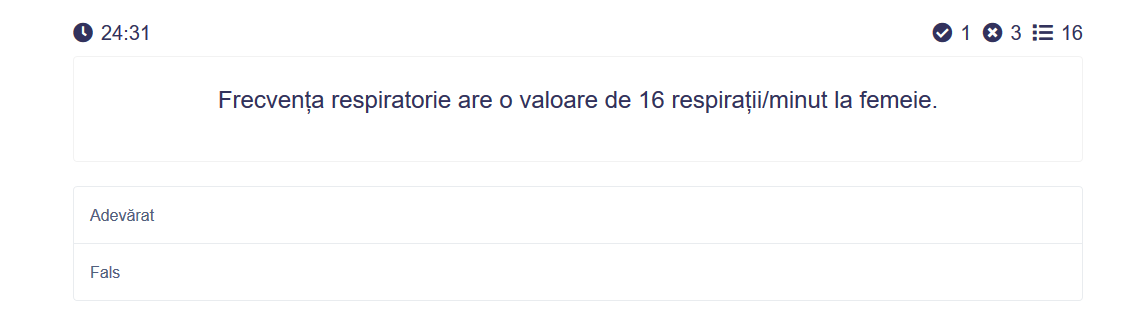 24:31
1 3 16
Frecvența respiratorie are o valoare de 16 respirații/minut la femeie.
Adevărat
Fals